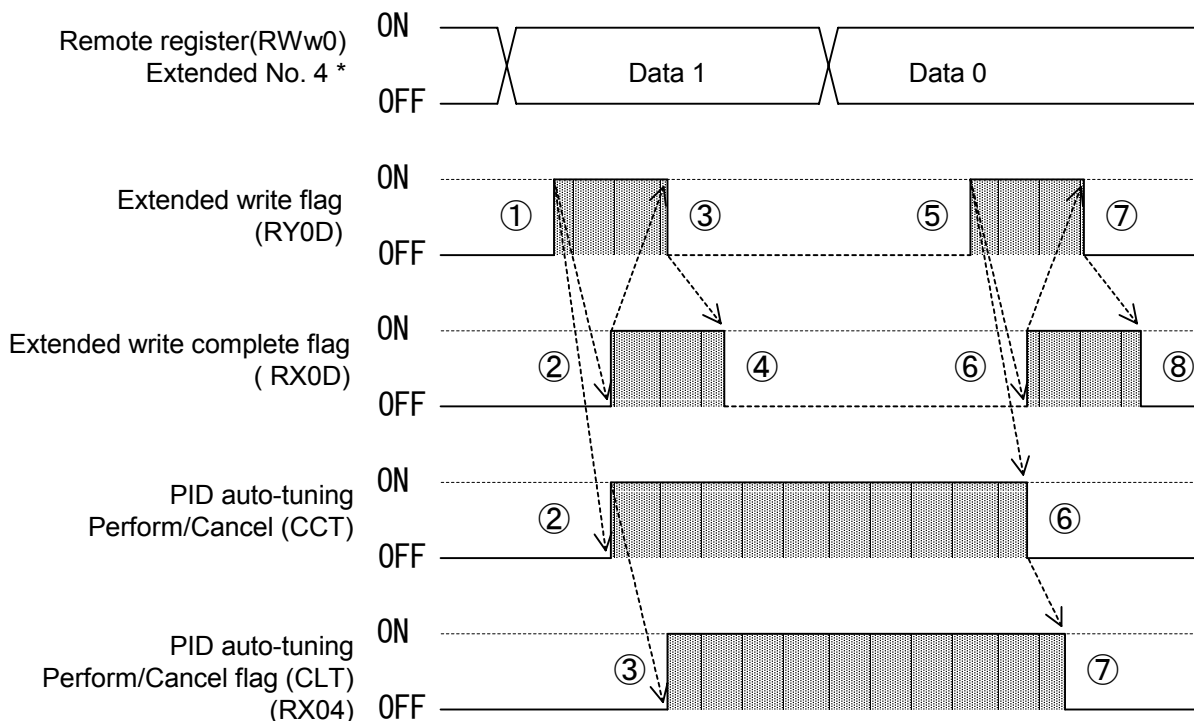 ON
Remote register(RWw0)
Extended No. 4 *
Data 1
Data 0
OFF
ON
Extended write flag
(RY0D)
①
③
⑤
⑦
OFF
ON
Extended write complete flag
( RX0D)
②
④
⑥
⑧
OFF
ON
PID auto-tuning
Perform/Cancel (CCT)
②
⑥
OFF
ON
PID auto-tuning
Perform/Cancel flag (CLT)
(RX04)
③
⑦
OFF